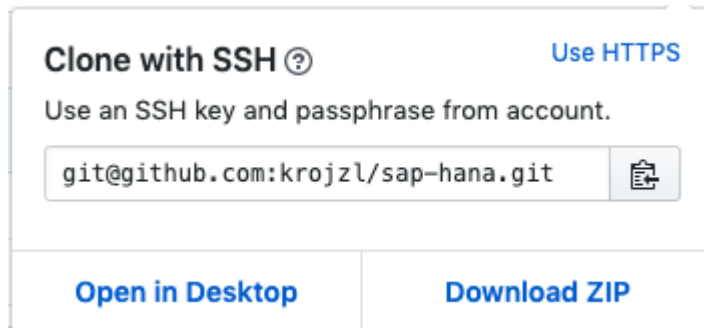 Clone with SSH ?
Use HTTPS
Use an SSH key and passphrase from account.
git@github.com:krojzl/sap-hana.git
Open in Desktop
Download ZIP